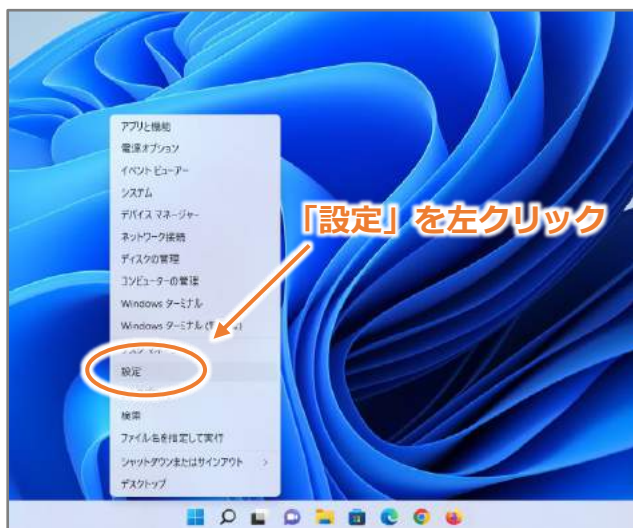 アプリと機能
電源オプション
イベント ビューアー
システム
デバイス マネージャー
「設定」を左クリック
ネットワーク接続
ディスクの管理
コンピューターの管理
Windows ターミナル
Windows ターミナル
設定
検索
ファイル名を指定して実行
シャットダウンまたはサインアウト
デスクトップ